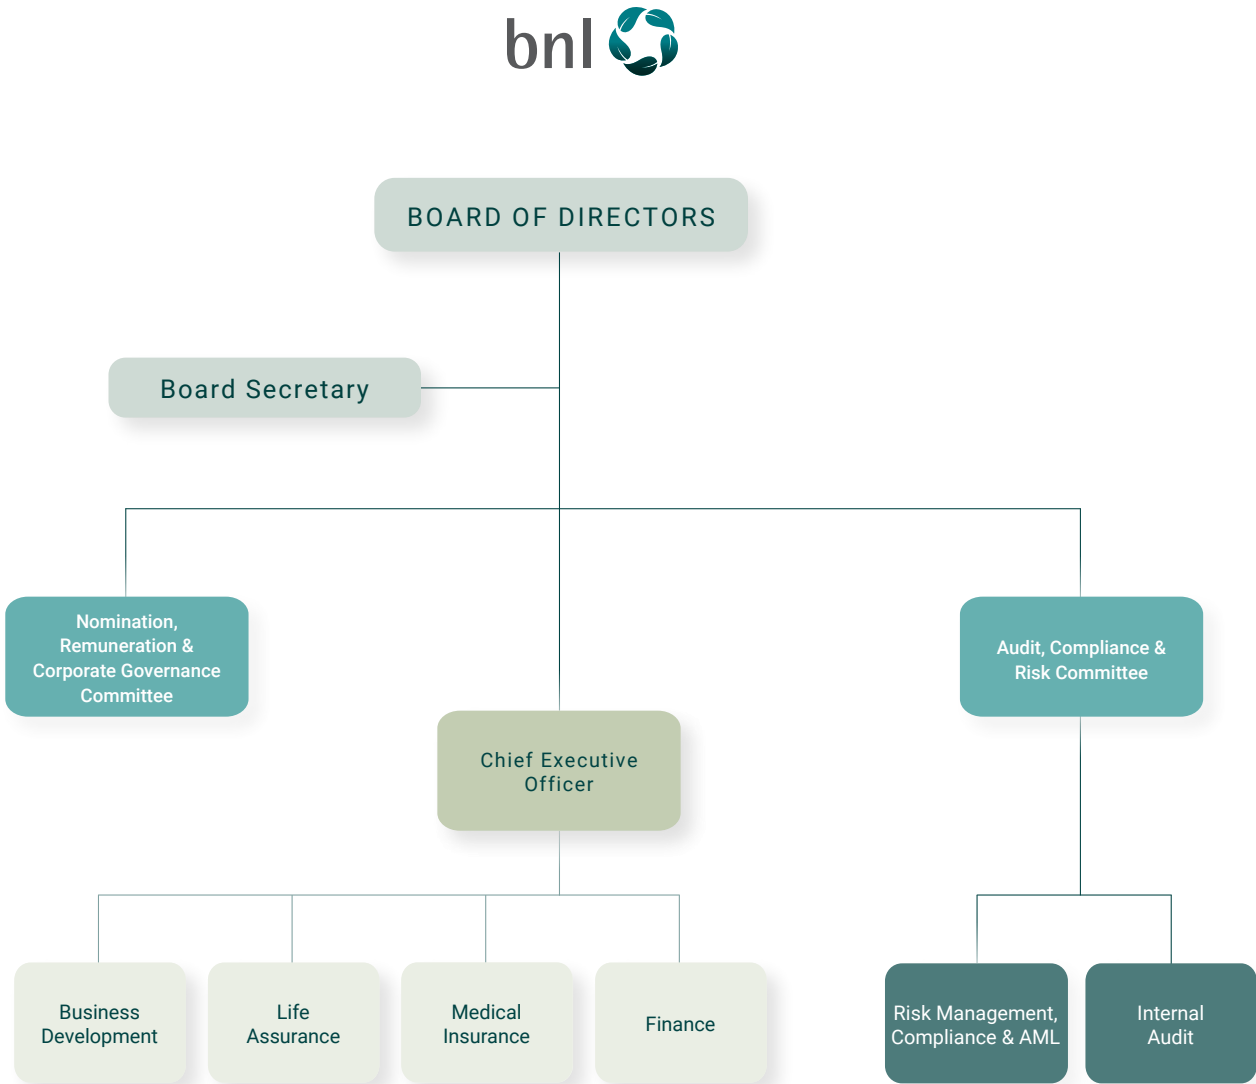 bnl
BOARD OF DIRECTORS
Board Secretary
Nomination,
Remuneration &
Corporate Governance
Committee
Audit, Compliance &
Risk Committee
Chief Executive
Officer
Business
Development
Life
Assurance
Medical
Insurance
Finance
Risk Management,
Compliance & AML
Internal
Audit